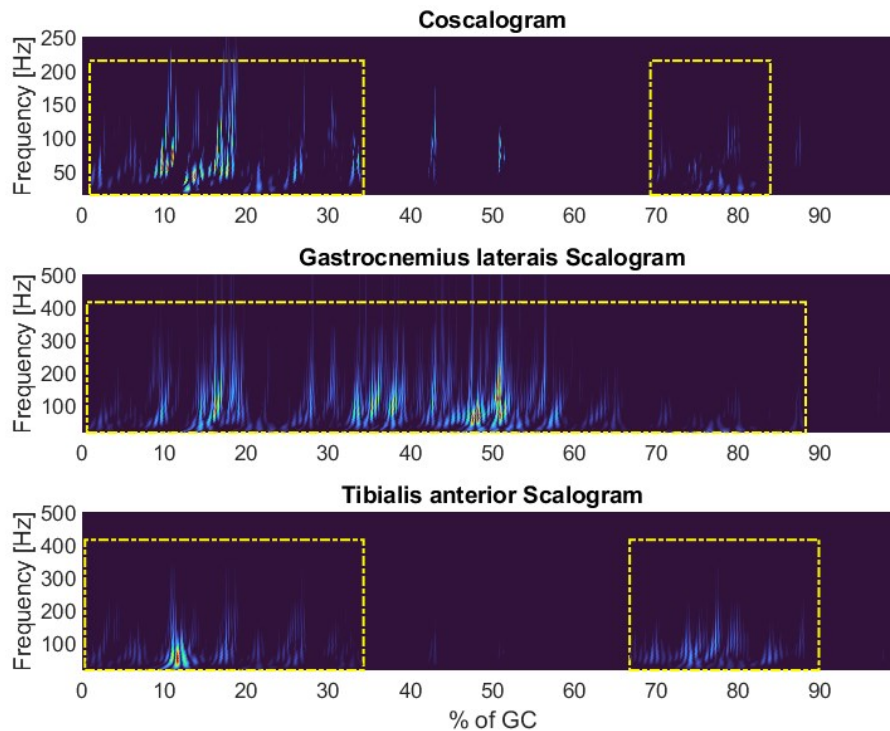 Coscalogram
Frequency [Hz]
250
200
150
100
50
0 10 20 30 40 50 60 70 80 90
Gastrocnemius laterais Scalogram
Frequency [Hz]
500
400
300
200
100
0 10 20 30 40 50 60 70 80 90
Tibialis anterior Scalogram
Frequency [Hz]
500
400
300
200
100
0 10 20 30 40 50 60 70 80 90
% of GC